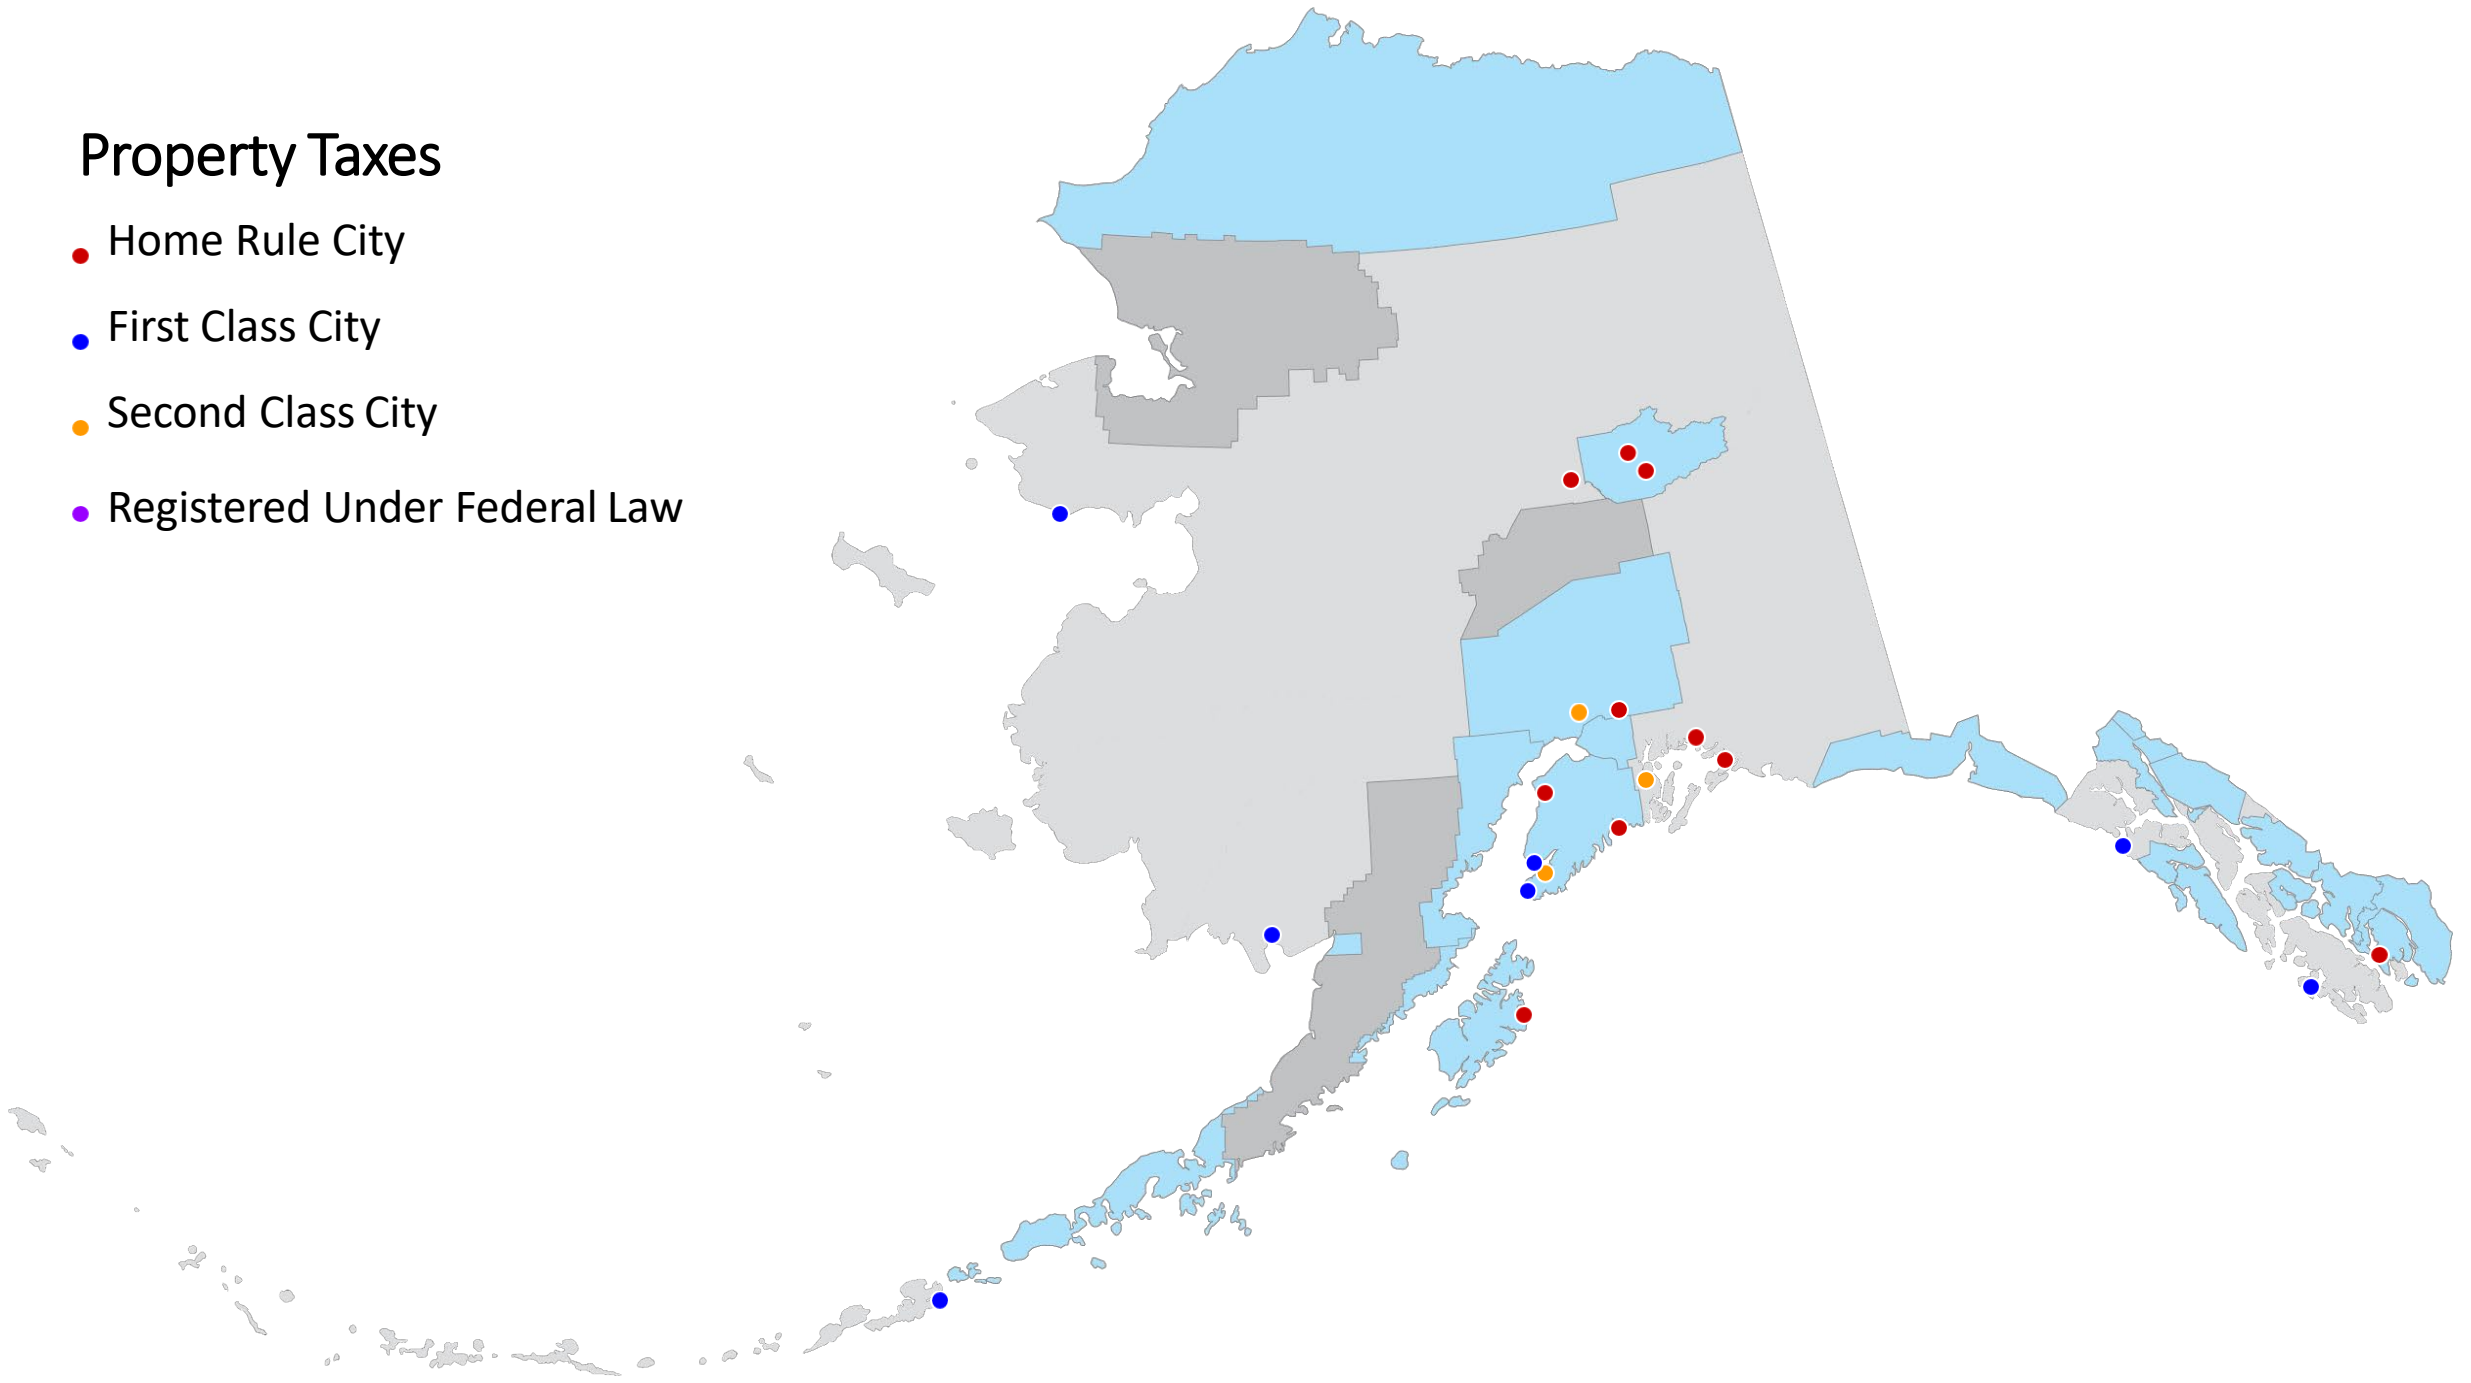 Property Taxes
Home Rule City
First Class City
Second Class City
Registered Under Federal Law